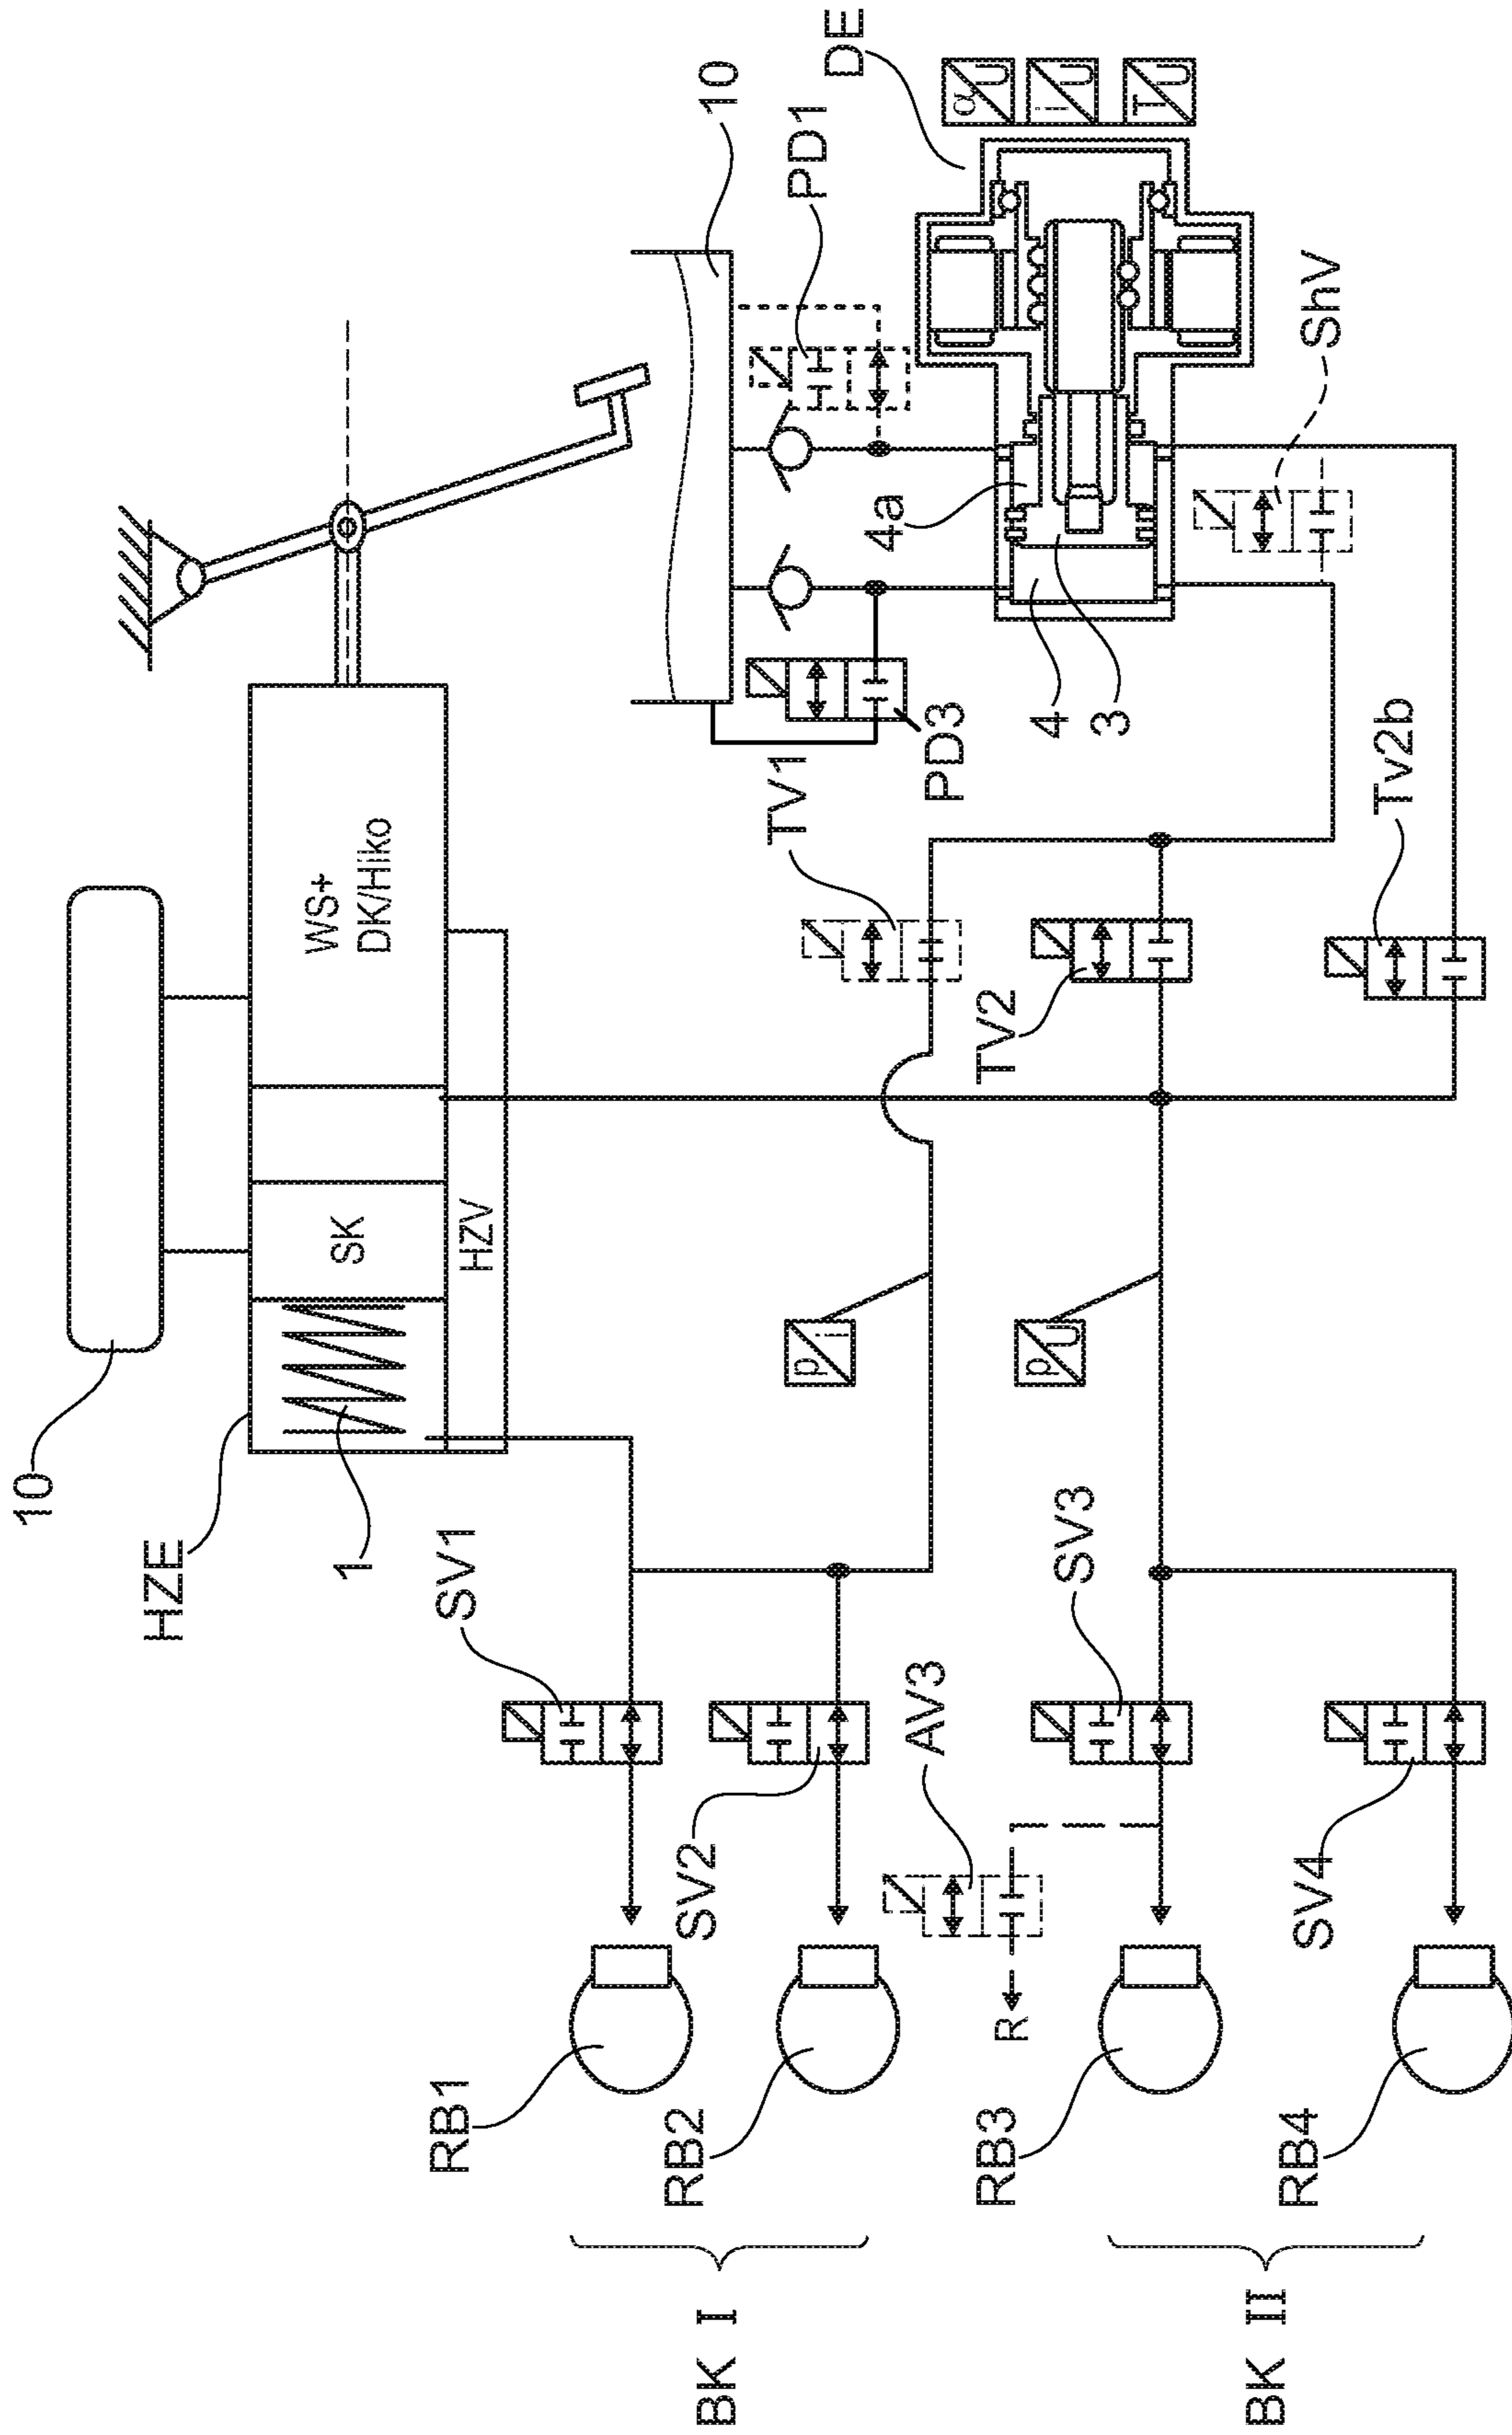 10
HZE
1
SK
WS+
DK/Hiko
HZV
10
PD1
DE
α
U
i
U
T
U
4a
ShV
4
3
PD3
TV1
TV2
Tv2b
p
i
p
U
SV1
SV2
AV3
SV3
SV4
R
RB1
RB2
RB3
RB4
BK I
BK II